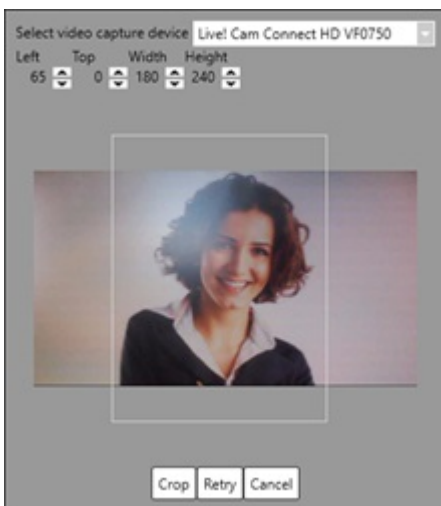 Select video capture device Live! Cam Connect HD VF0750
Left Top Width Height
65 0 180 240
Crop Retry Cancel